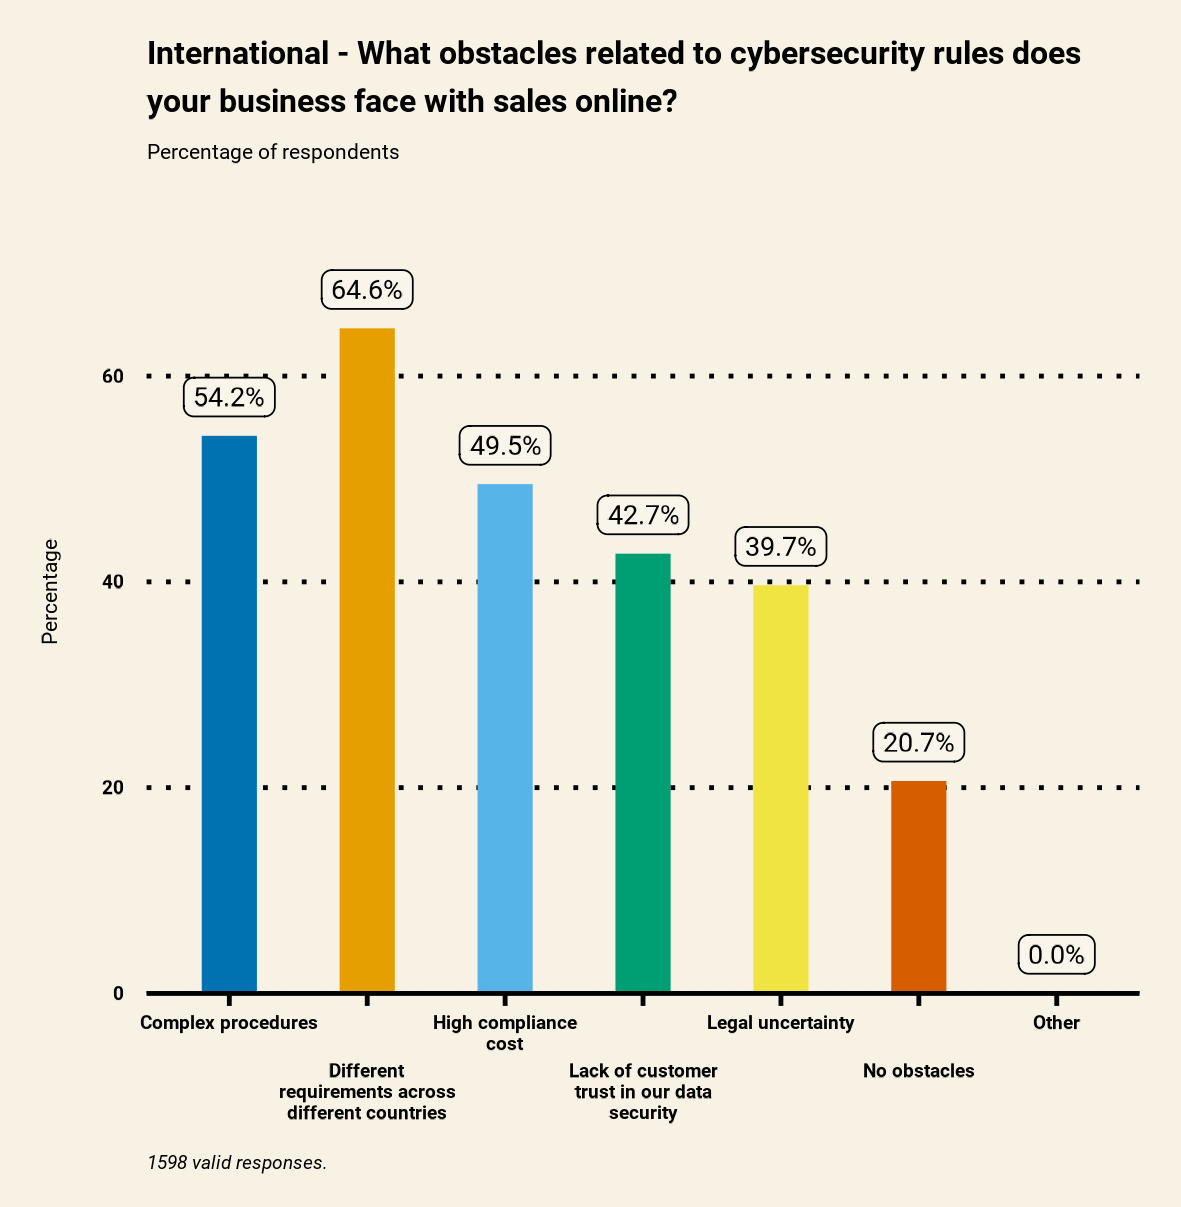 International - What obstacles related to cybersecurity rules does
your business face with sales online?
Percentage of respondents
64.6%
60
54.2%
49.5%
42.7%
39.7%
Percentage
40
20.7%
20
0.0%
0
Complex procedures
Different
requirements across
different countries
High compliance
cost
Lack of customer
trust in our data
security
Legal uncertainty
No obstacles
Other
1598 valid responses.